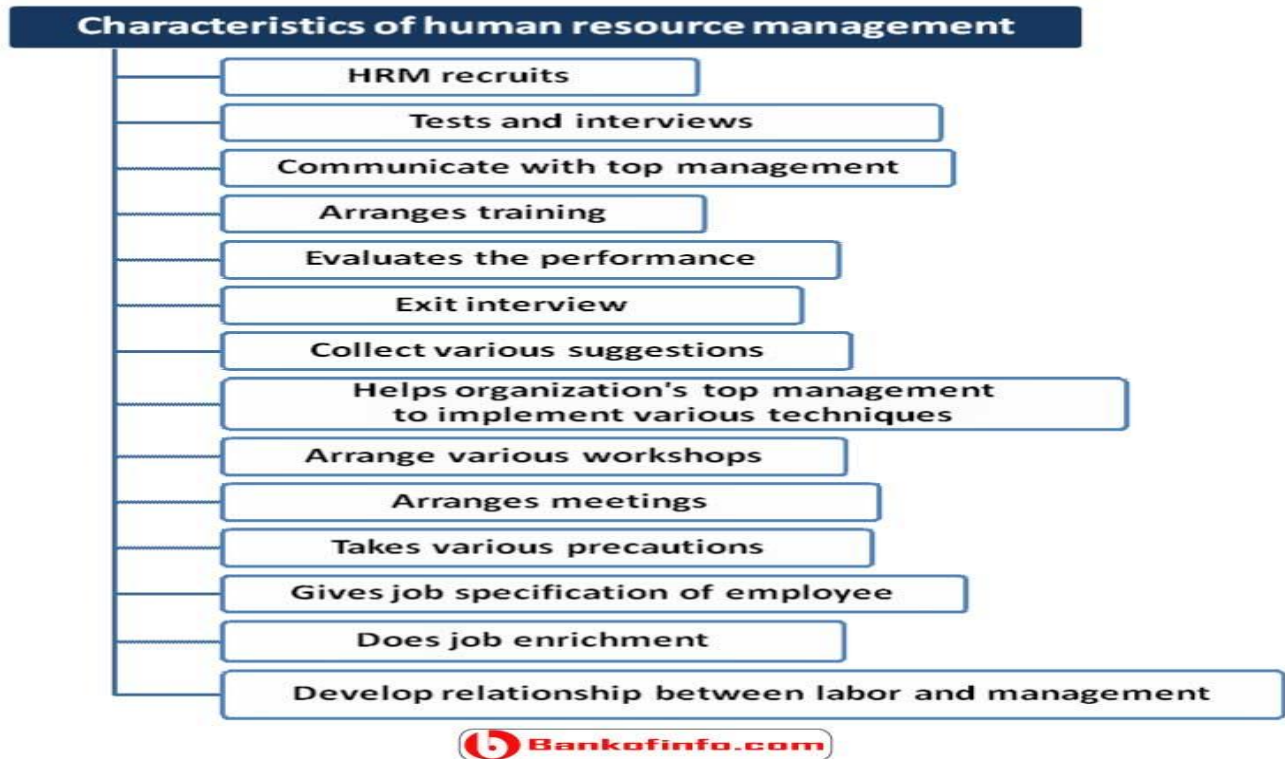 Characteristics of human resource management
HRM recruits
Tests and interviews
Communicate with top management
Arranges training
Evaluates the performance
Exit interview
Collect various suggestions
Helps organization's top management
to implement various techniques
Arrange various workshops
Arranges meetings
Takes various precautions
Gives job specification of employee
Does job enrichment
Develop relationship between labor and management
b Bankofinfo.com